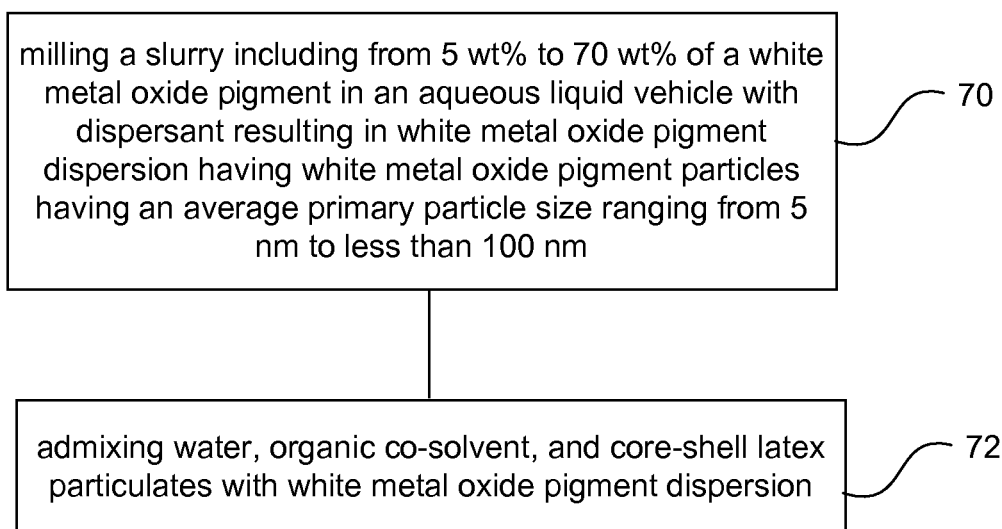 milling a slurry including from 5 wt% to 70 wt% of a white
metal oxide pigment in an aqueous liquid vehicle with
dispersant resulting in white metal oxide pigment
dispersion having white metal oxide pigment particles
having an average primary particle size ranging from 5
nm to less than 100 nm
70
admixing water, organic co-solvent, and core-shell latex
particulates with white metal oxide pigment dispersion
72